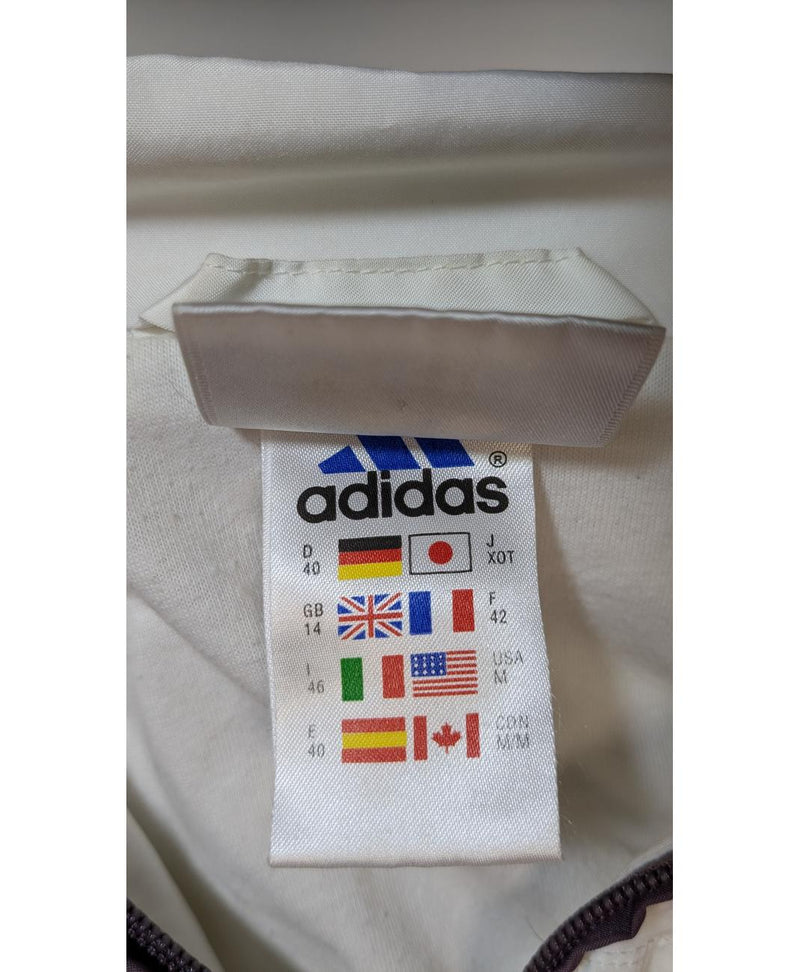 ®
adidas
D 40 J XOT
GB 14 F 42
I 46 USA M
E 40 CDN M/M